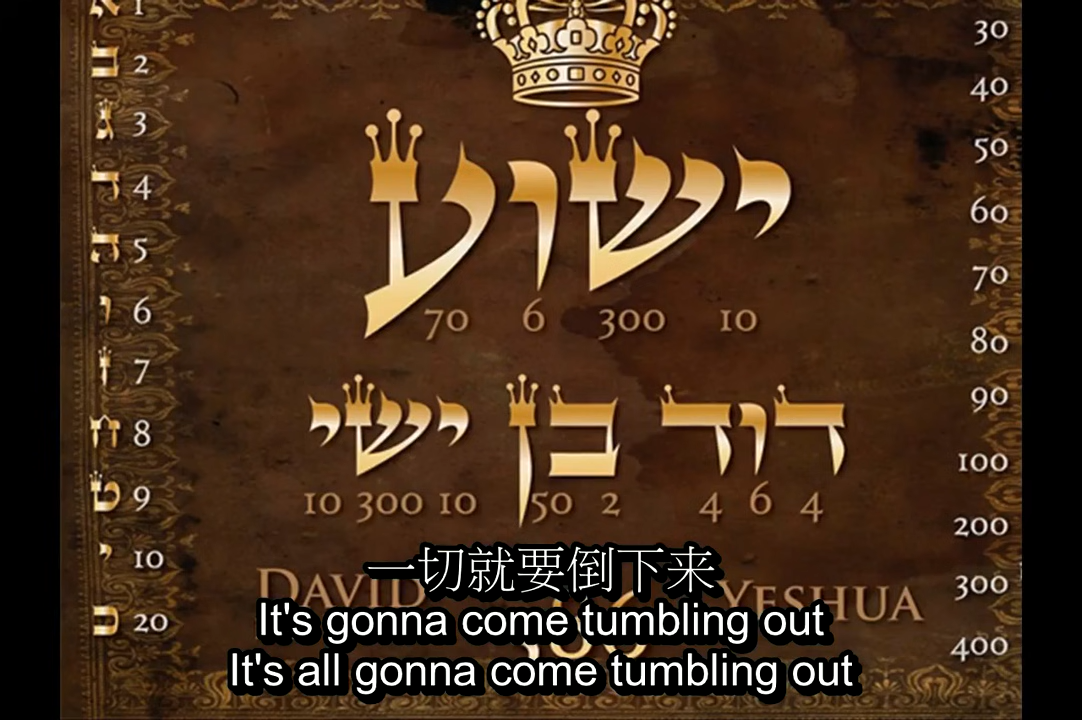 א 1
ב 2
ג 3
ד 4
ה 5
ו 6
ז 7
ח 8
ט 9
י 10
כ 20
30
40
50
60
70
80
90
100
200
300
400
ישוע
70 6 300 10
דוד בן ישי
10 300 10 50 2 4 6 4
DAVID YESHUA
一切就要倒下来
It's gonna come tumbling out
It's all gonna come tumbling out